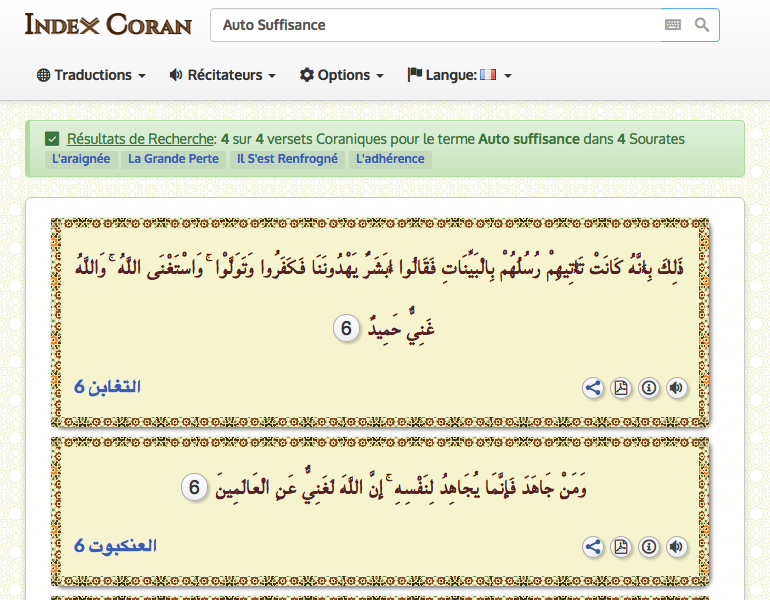 INDEX CORAN
Auto Suffisance
Traductions
Récitateurs
Options
Langue:
Résultats de Recherche: 4 sur 4 versets Coraniques pour le terme Auto suffisance dans 4 Sourates
L'araignée La Grande Perte Il S'est Renfrogné L'adhérence
ذَٰلِكَ بِأَنَّهُ كَانَتْ تَأْتِيهِمْ رُسُلُهُمْ بِالْبَيِّنَاتِ فَقَالُوا أَبَشَرٌ يَهْدُونَنَا فَكَفَرُوا وَتَوَلَّوْا ۚ وَاسْتَغْنَى اللَّهُ ۚ وَاللَّهُ
غَنِيٌّ حَمِيدٌ 6
التغابن 6
وَمَنْ جَاهَدَ فَإِنَّمَا يُجَاهِدُ لِنَفْسِهِ ۚ إِنَّ اللَّهَ لَغَنِيٌّ عَنِ الْعَالَمِينَ 6
العنكبوت 6